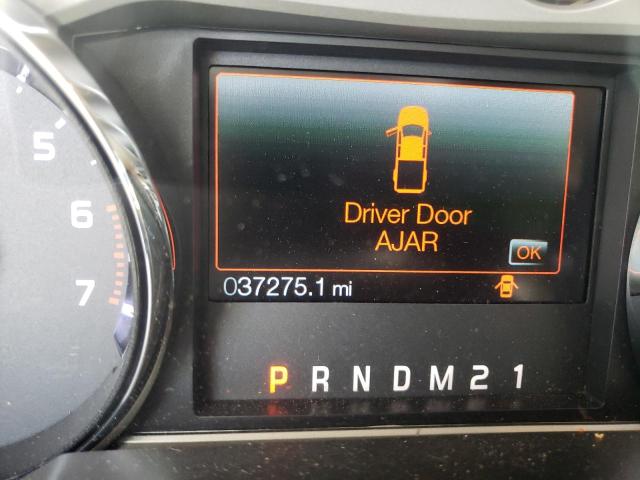 5
6
7
Driver Door
AJAR
OK
037275.1 mi
P R N D M 2 1